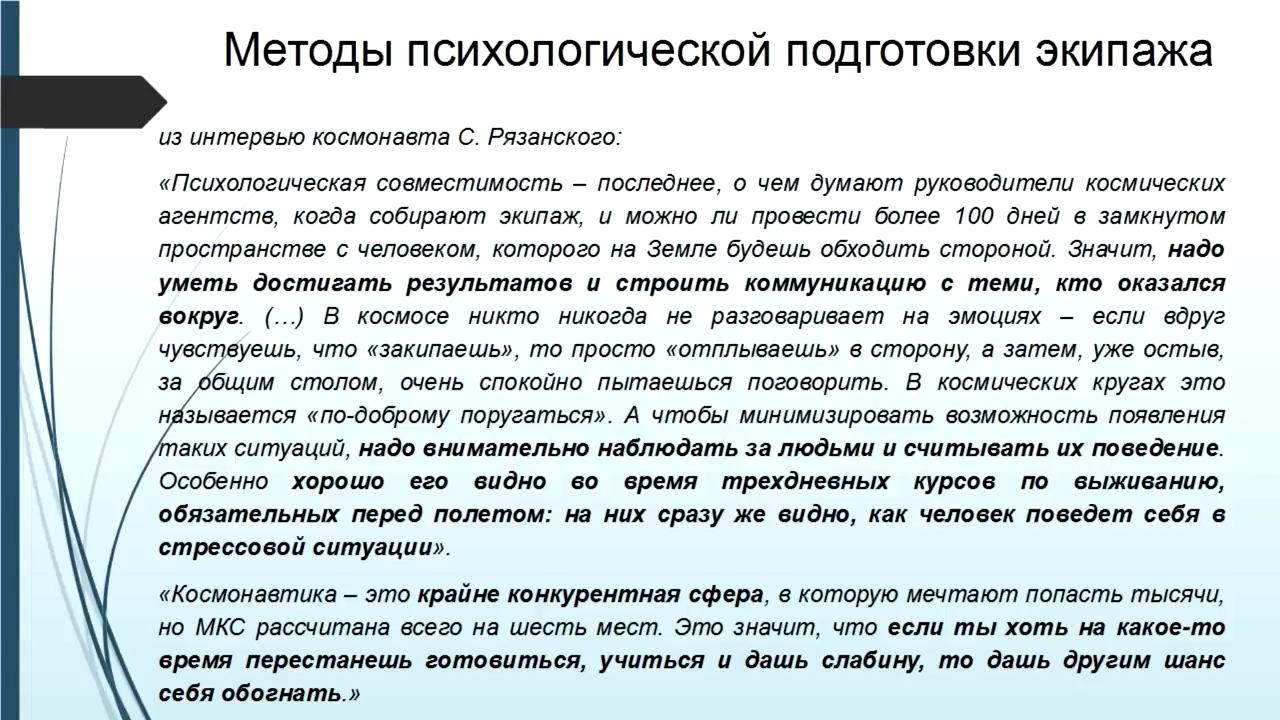 Методы психологической подготовки экипажа
из интервью космонавта С. Рязанского:
«Психологическая совместимость – последнее, о чем думают руководители космических
агентств, когда собирают экипаж, и можно ли провести более 100 дней в замкнутом
пространстве с человеком, которого на Земле будешь обходить стороной. Значит, надо
уметь достигать результатов и строить коммуникацию с теми, кто оказался
вокруг. (…) В космосе никто никогда не разговаривает на эмоциях – если вдруг
чувствуешь, что «закипаешь», то просто «отплываешь» в сторону, а затем, уже остыв,
за общим столом, очень спокойно пытаешься поговорить. В космических кругах это
называется «по-доброму поругаться». А чтобы минимизировать возможность появления
таких ситуаций, надо внимательно наблюдать за людьми и считывать их поведение.
Особенно хорошо его видно во время трехдневных курсов по выживанию,
обязательных перед полетом: на них сразу же видно, как человек поведет себя в
стрессовой ситуации».
«Космонавтика – это крайне конкурентная сфера, в которую мечтают попасть тысячи,
но МКС рассчитана всего на шесть мест. Это значит, что если ты хоть на какое-то
время перестанешь готовиться, учиться и дашь слабину, то дашь другим шанс
себя обогнать.»